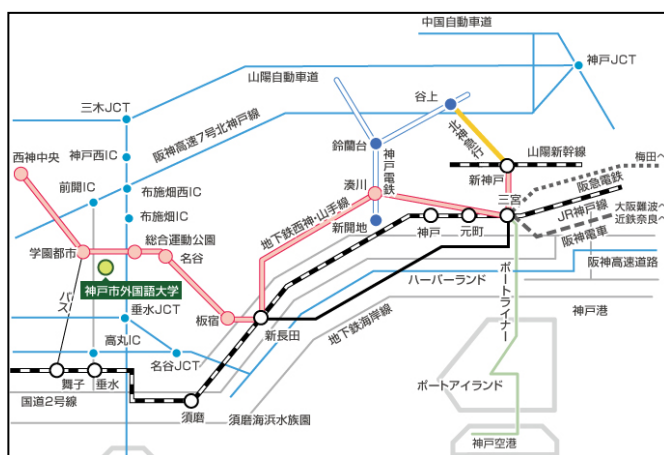 中国自動車道
神戸JCT
山陽自動車道
谷上
三木JCT
阪神高速7号北神戸線
北神急行
鈴蘭台
神戸電鉄
山陽新幹線
神戸西IC
西神中央
梅田へ
新神戸
阪急電鉄
前開IC
布施畑西IC
湊川
三宮
JR神戸線
大阪難波へ
近鉄奈良へ
布施畑IC
地下鉄西神・山手線
新開地
神戸
元町
阪神電車
学園都市
総合運動公園
名谷
阪神高速道路
神戸市外国語大学
ハーバーランド
ポートライナー
バス
垂水JCT
板宿
新長田
地下鉄海岸線
神戸港
高丸IC
名谷JCT
舞子
垂水
ポートアイランド
国道2号線
須磨
須磨海浜水族園
神戸空港